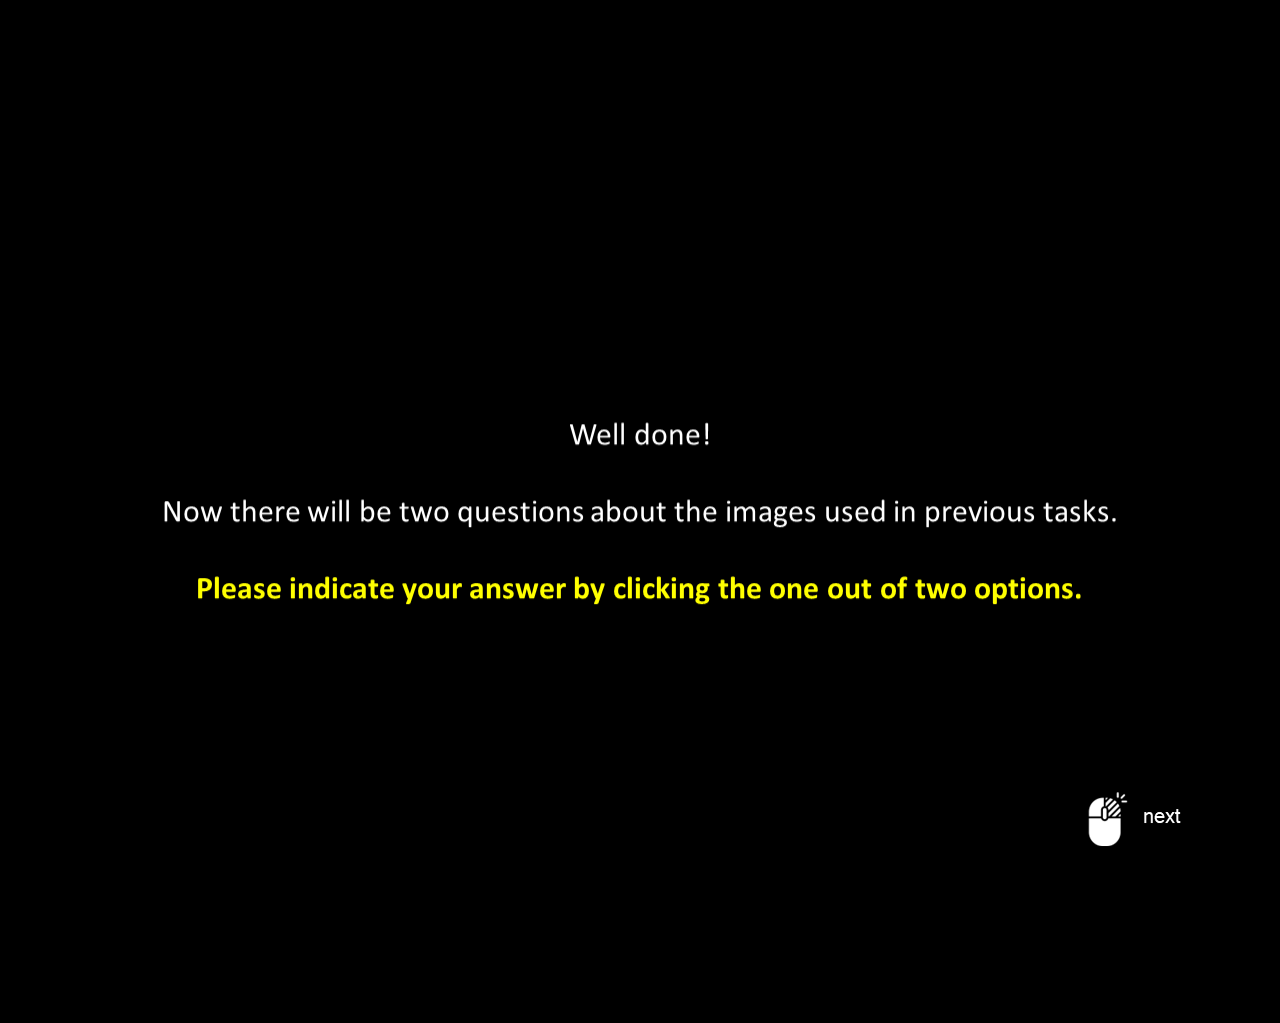 Well done!
Now there will be two questions about the images used in previous tasks.
Please indicate your answer by clicking the one out of two options.
next